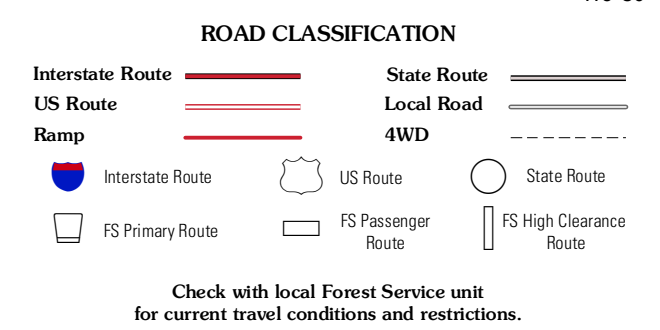 ROAD CLASSIFICATION
Interstate Route
State Route
US Route
Local Road
Ramp
4WD
Interstate Route
US Route
State Route
FS Primary Route
FS Passenger
Route
FS High Clearance
Route
Check with local Forest Service unit
for current travel conditions and restrictions.